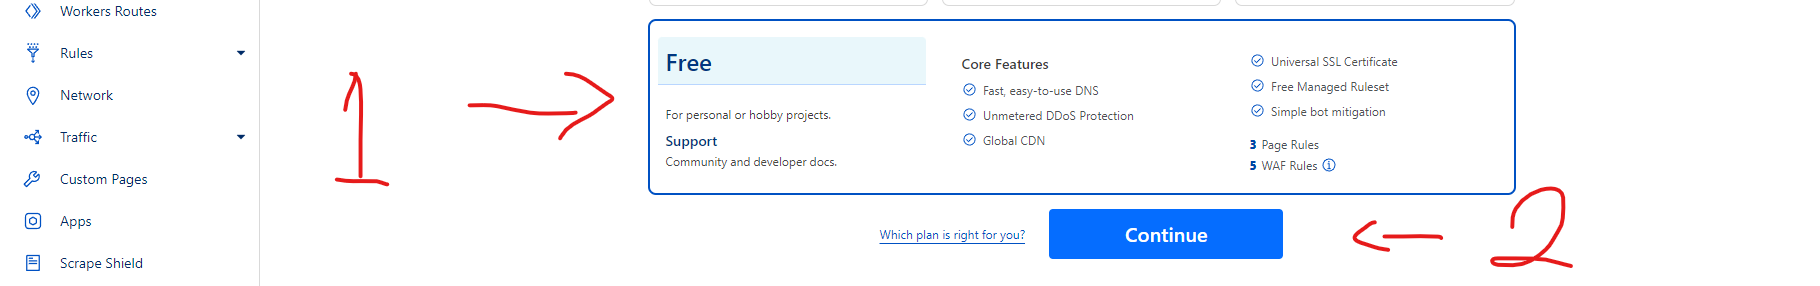 Workers Routes
Rules
Network
Traffic
Custom Pages
Apps
Scrape Shield
1
Free
For personal or hobby projects.
Support
Community and developer docs.
Core Features
Fast, easy-to-use DNS
Unmetered DDoS Protection
Global CDN
Universal SSL Certificate
Free Managed Ruleset
Simple bot mitigation
3 Page Rules
5 WAF Rules
Which plan is right for you?
Continue
2